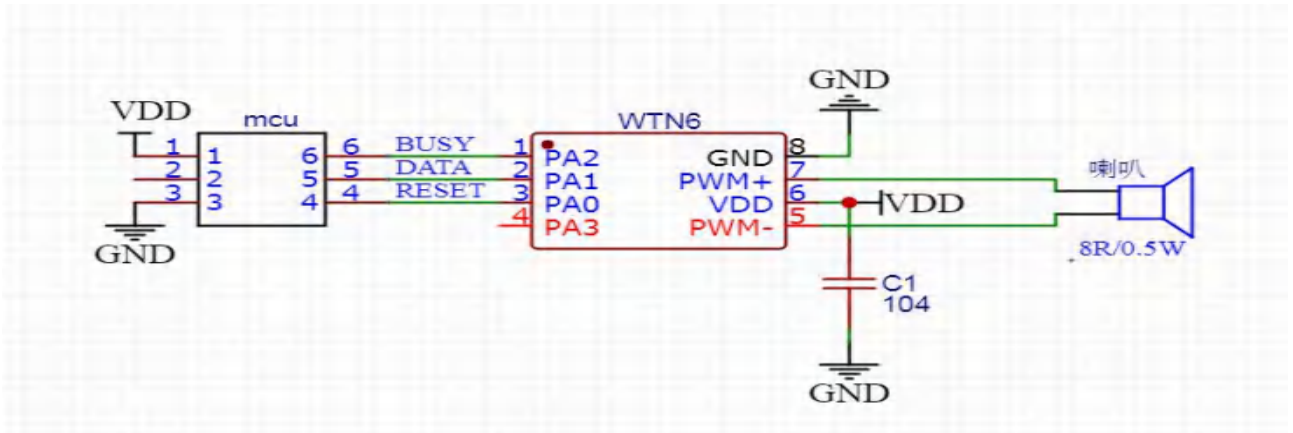 GND
VDD
mcu
WTN6
1 1 6 6 BUSY 1 PA2 GND 8
2 2 5 5 DATA 2 PA1 PWM+ 7
3 3 4 4 RESET 3 PA0 VDD 6 VDD
4 PA3 PWM- 5
喇叭
8R/0.5W
GND
C1
104
GND